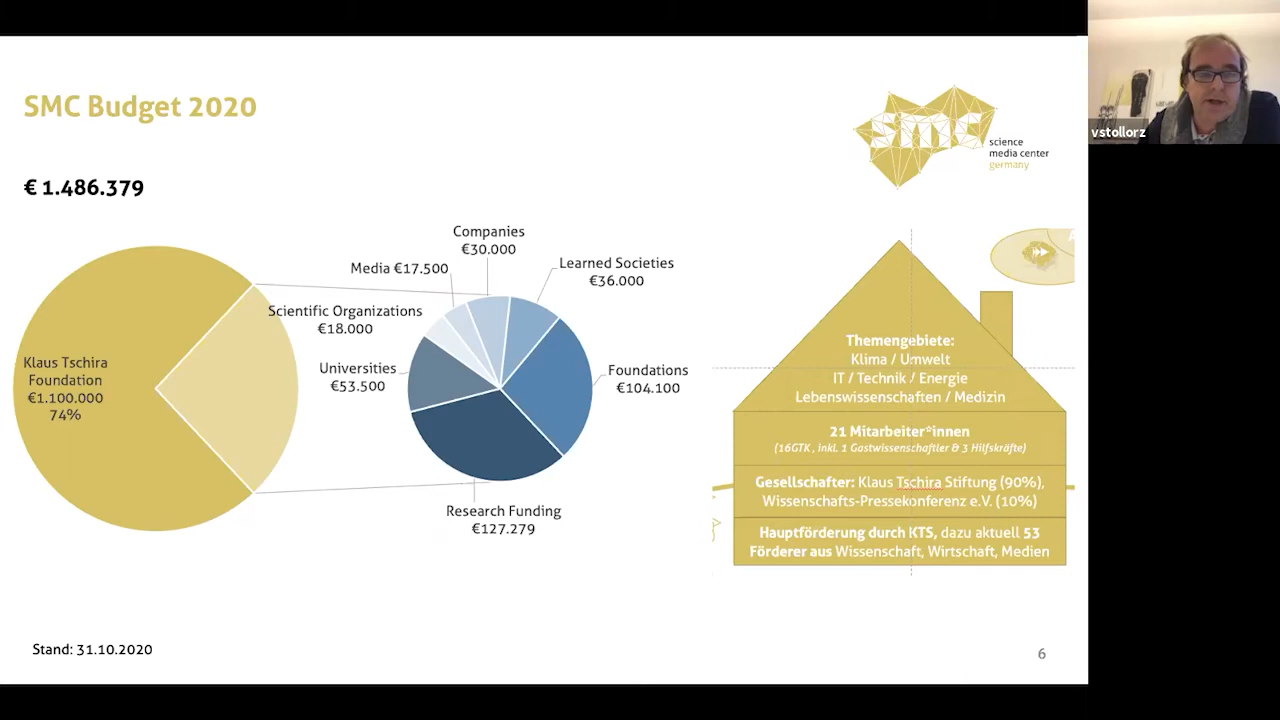 SMC Budget 2020
€ 1.486.379
smc
science
media center
germany
vstollorz
Klaus Tschira
Foundation
€1.100.000
74%
Companies
€30.000
Media €17.500
Learned Societies
€36.000
Scientific Organizations
€18.000
Universities
€53.500
Foundations
€104.100
Research Funding
€127.279
Themengebiete:
Klima / Umwelt
IT / Technik / Energie
Lebenswissenschaften / Medizin
21 Mitarbeiter*innen
(16GTK , inkl. 1 Gastwissenschaftler & 3 Hilfskräfte)
Gesellschafter: Klaus Tschira Stiftung (90%),
Wissenschafts-Pressekonferenz e.V. (10%)
Hauptförderung durch KTS, dazu aktuell 53
Förderer aus Wissenschaft, Wirtschaft, Medien
Stand: 31.10.2020
6